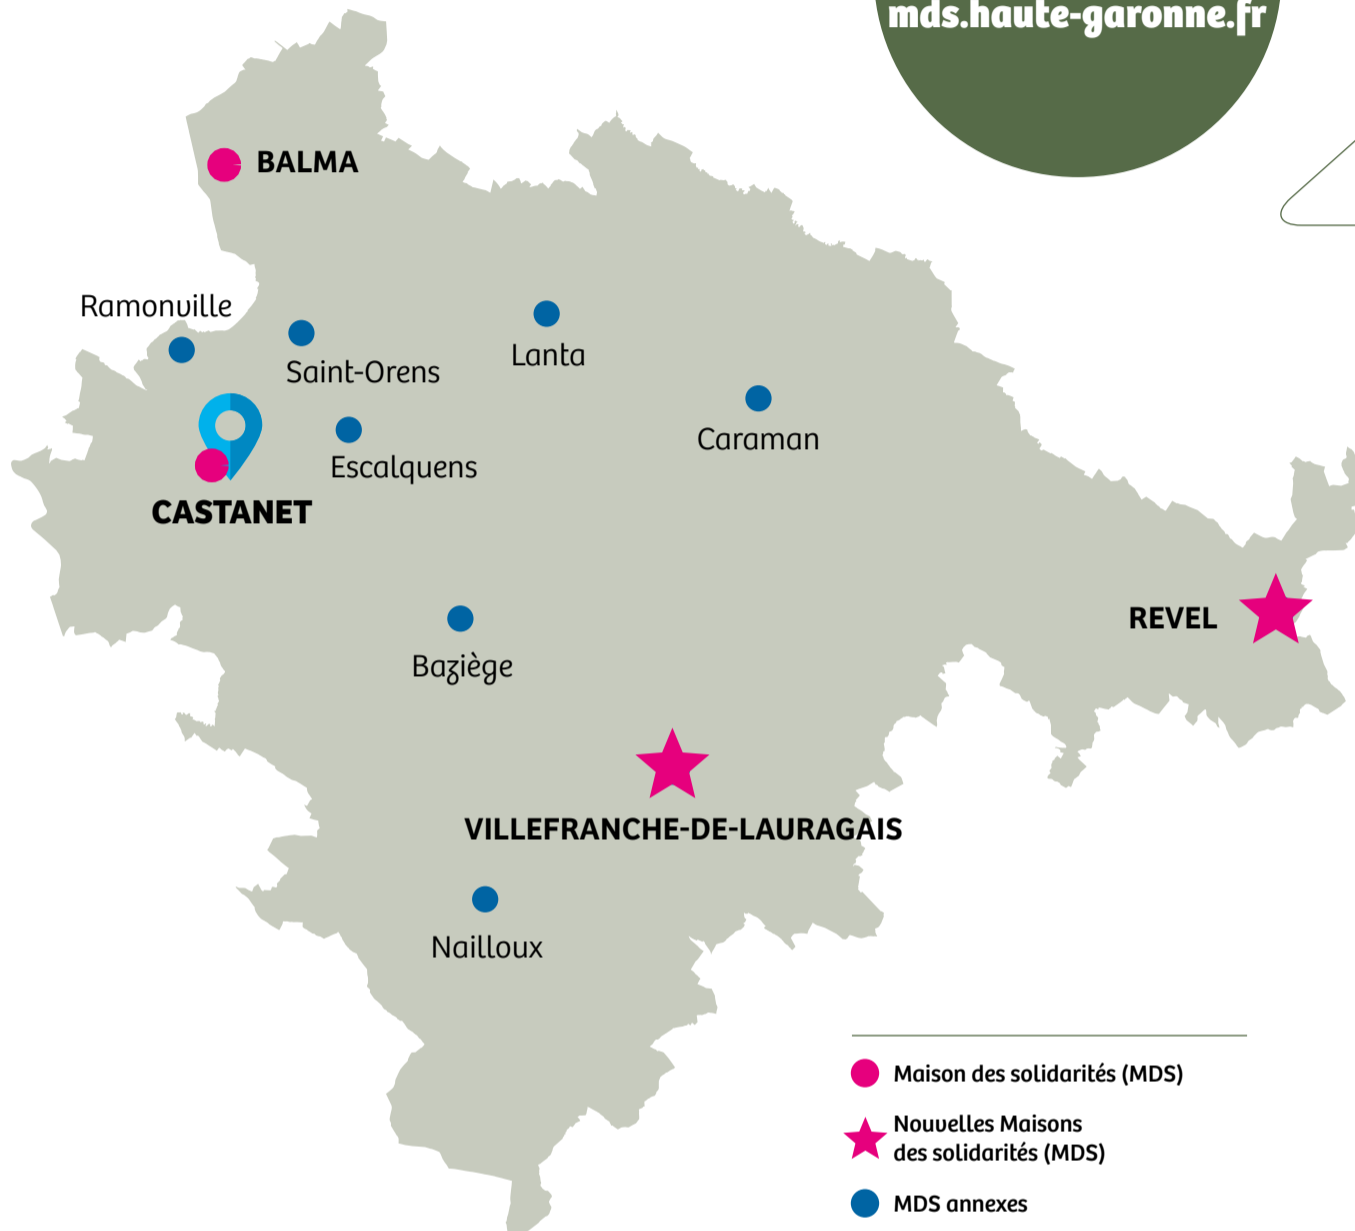 mds.haute-garonne.fr
BALMA
Ramonville
Saint-Orens
Lanta
Caraman
Escalquens
CASTANET
REVEL
Baziège
VILLEFRANCHE-DE-LAURAGAIS
Nailloux
Maison des solidarités (MDS)
Nouvelles Maisons
des solidarités (MDS)
MDS annexes